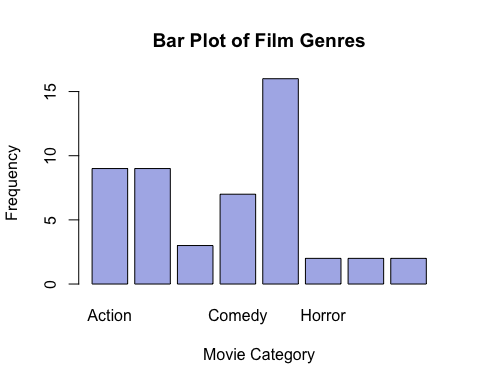 Bar Plot of Film Genres
Frequency
15
10
5
0
Action Comedy Horror
Movie Category